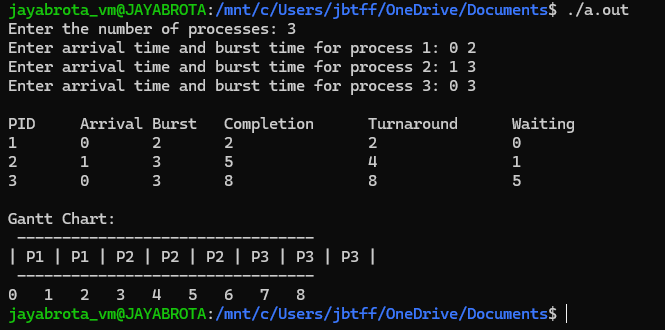 jayabrota_vm@JAYABROTA:/mnt/c/Users/jbtff/OneDrive/Documents$ ./a.out
Enter the number of processes: 3
Enter arrival time and burst time for process 1: 0 2
Enter arrival time and burst time for process 2: 1 3
Enter arrival time and burst time for process 3: 0 3

PID     Arrival Burst   Completion      Turnaround      Waiting
1       0       2       2               2               0
2       1       3       5               4               1
3       0       3       8               8               5

Gantt Chart:
 ---------------------------------
| P1 | P1 | P2 | P2 | P2 | P3 | P3 | P3 |
 ---------------------------------
0   1   2   3   4   5   6   7   8
jayabrota_vm@JAYABROTA:/mnt/c/Users/jbtff/OneDrive/Documents$